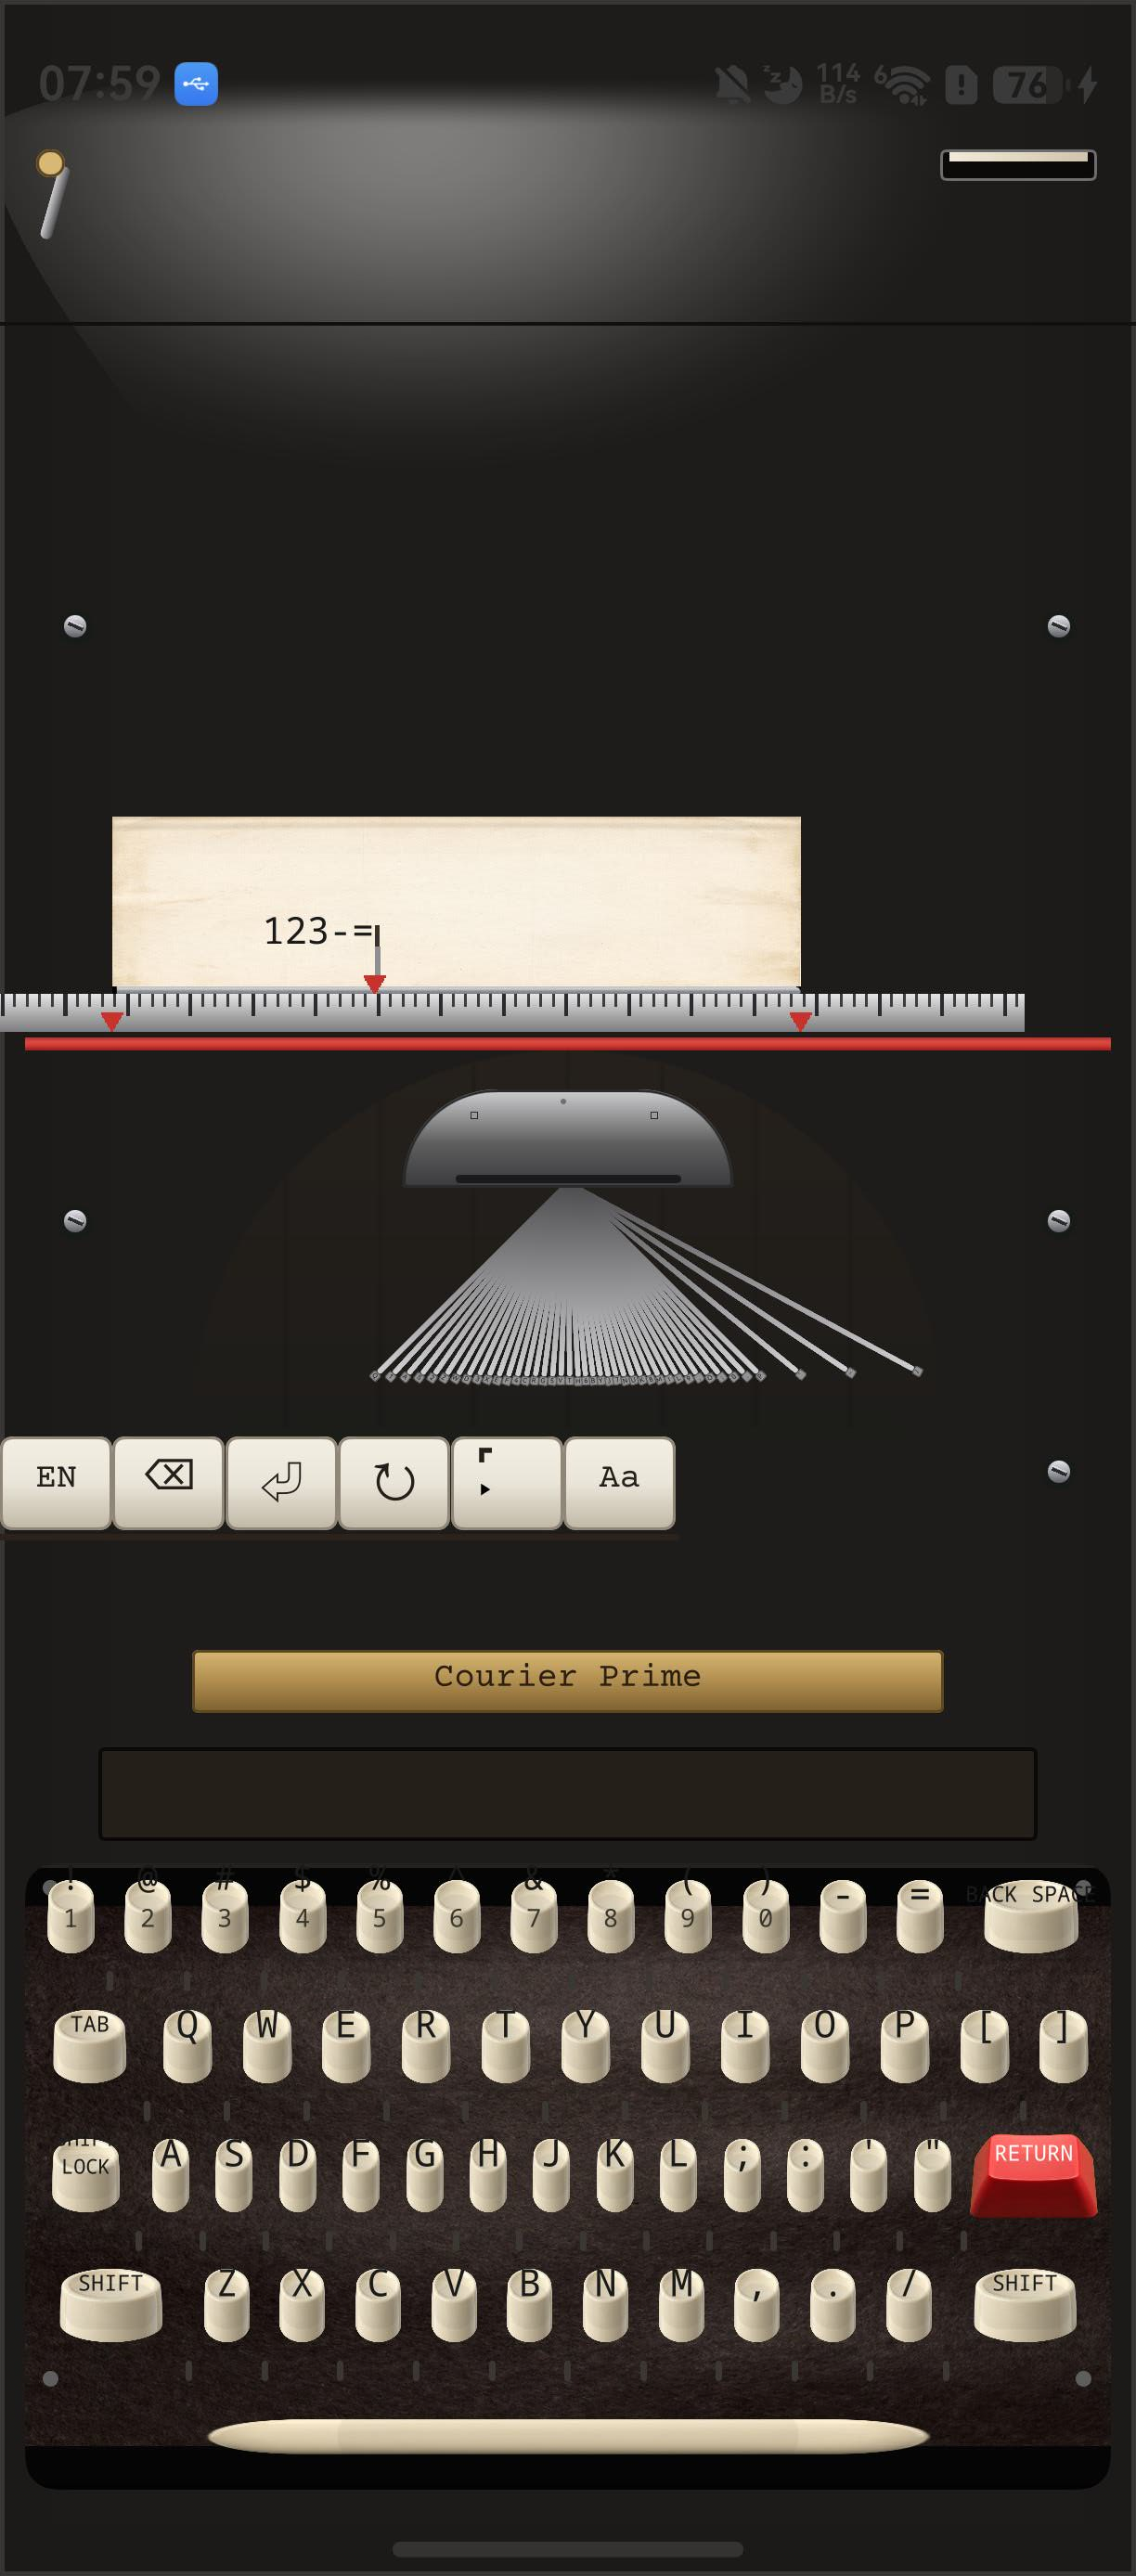 07:59
114 B/s
6
76
123-=
EN
Aa
Courier Prime
! @ # $ % ^ & * ( )
1 2 3 4 5 6 7 8 9 0 - = BACK SPACE
TAB Q W E R T Y U I O P [ ]
LOCK A S D F G H J K L ; : ' " RETURN
SHIFT Z X C V B N M , . / SHIFT